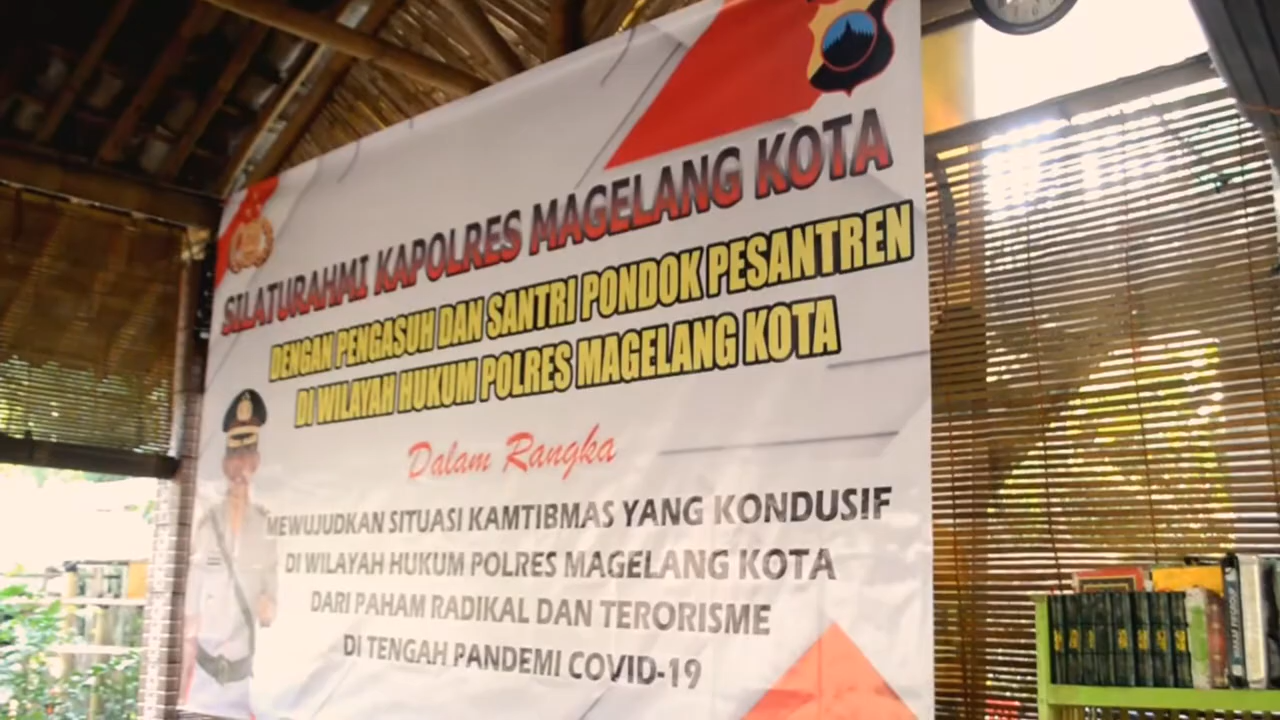 SILATURAHMI KAPOLRES MAGELANG KOTA
DENGAN PENGASUH DAN SANTRI PONDOK PESANTREN
DI WILAYAH HUKUM POLRES MAGELANG KOTA
Dalam Rangka
MEWUJUDKAN SITUASI KAMTIBMAS YANG KONDUSIF
DI WILAYAH HUKUM POLRES MAGELANG KOTA
DARI PAHAM RADIKAL DAN TERORISME
DI TENGAH PANDEMI COVID-19